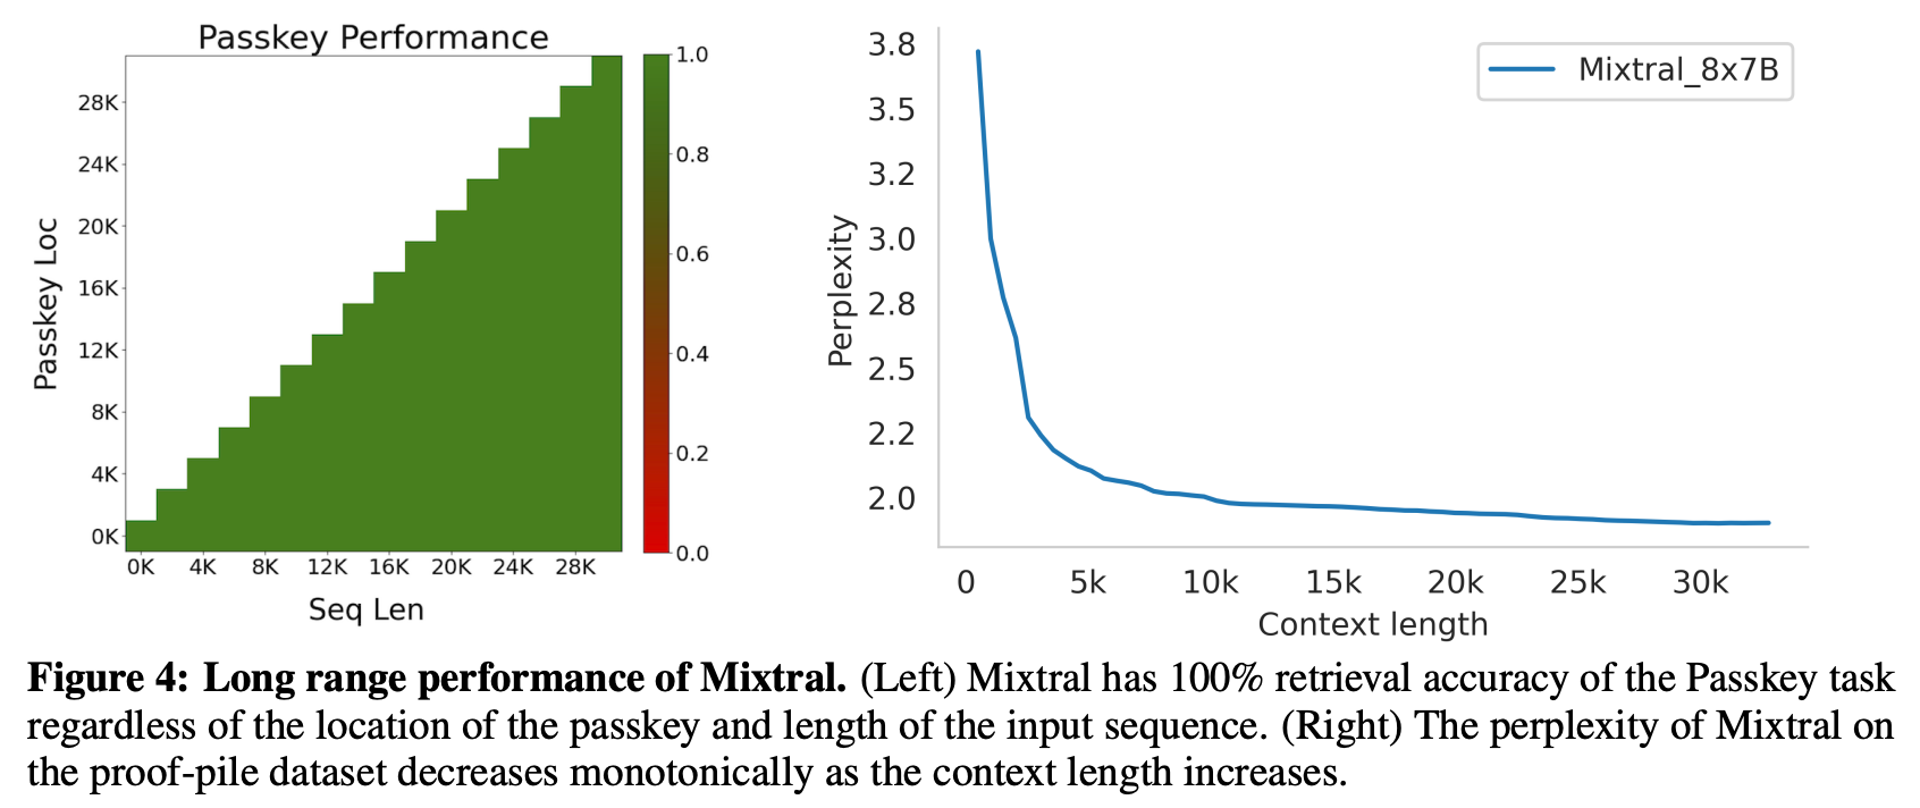 Passkey Performance
Passkey Loc
28K
24K
20K
16K
12K
8K
4K
0K
0K 4K 8K 12K 16K 20K 24K 28K
Seq Len
1.0
0.8
0.6
0.4
0.2
0.0
Perplexity
3.8
3.5
3.2
3.0
2.8
2.5
2.2
2.0
0 5k 10k 15k 20k 25k 30k
Context length
Mixtral_8x7B
Figure 4: Long range performance of Mixtral. (Left) Mixtral has 100% retrieval accuracy of the Passkey task
regardless of the location of the passkey and length of the input sequence. (Right) The perplexity of Mixtral on
the proof-pile dataset decreases monotonically as the context length increases.